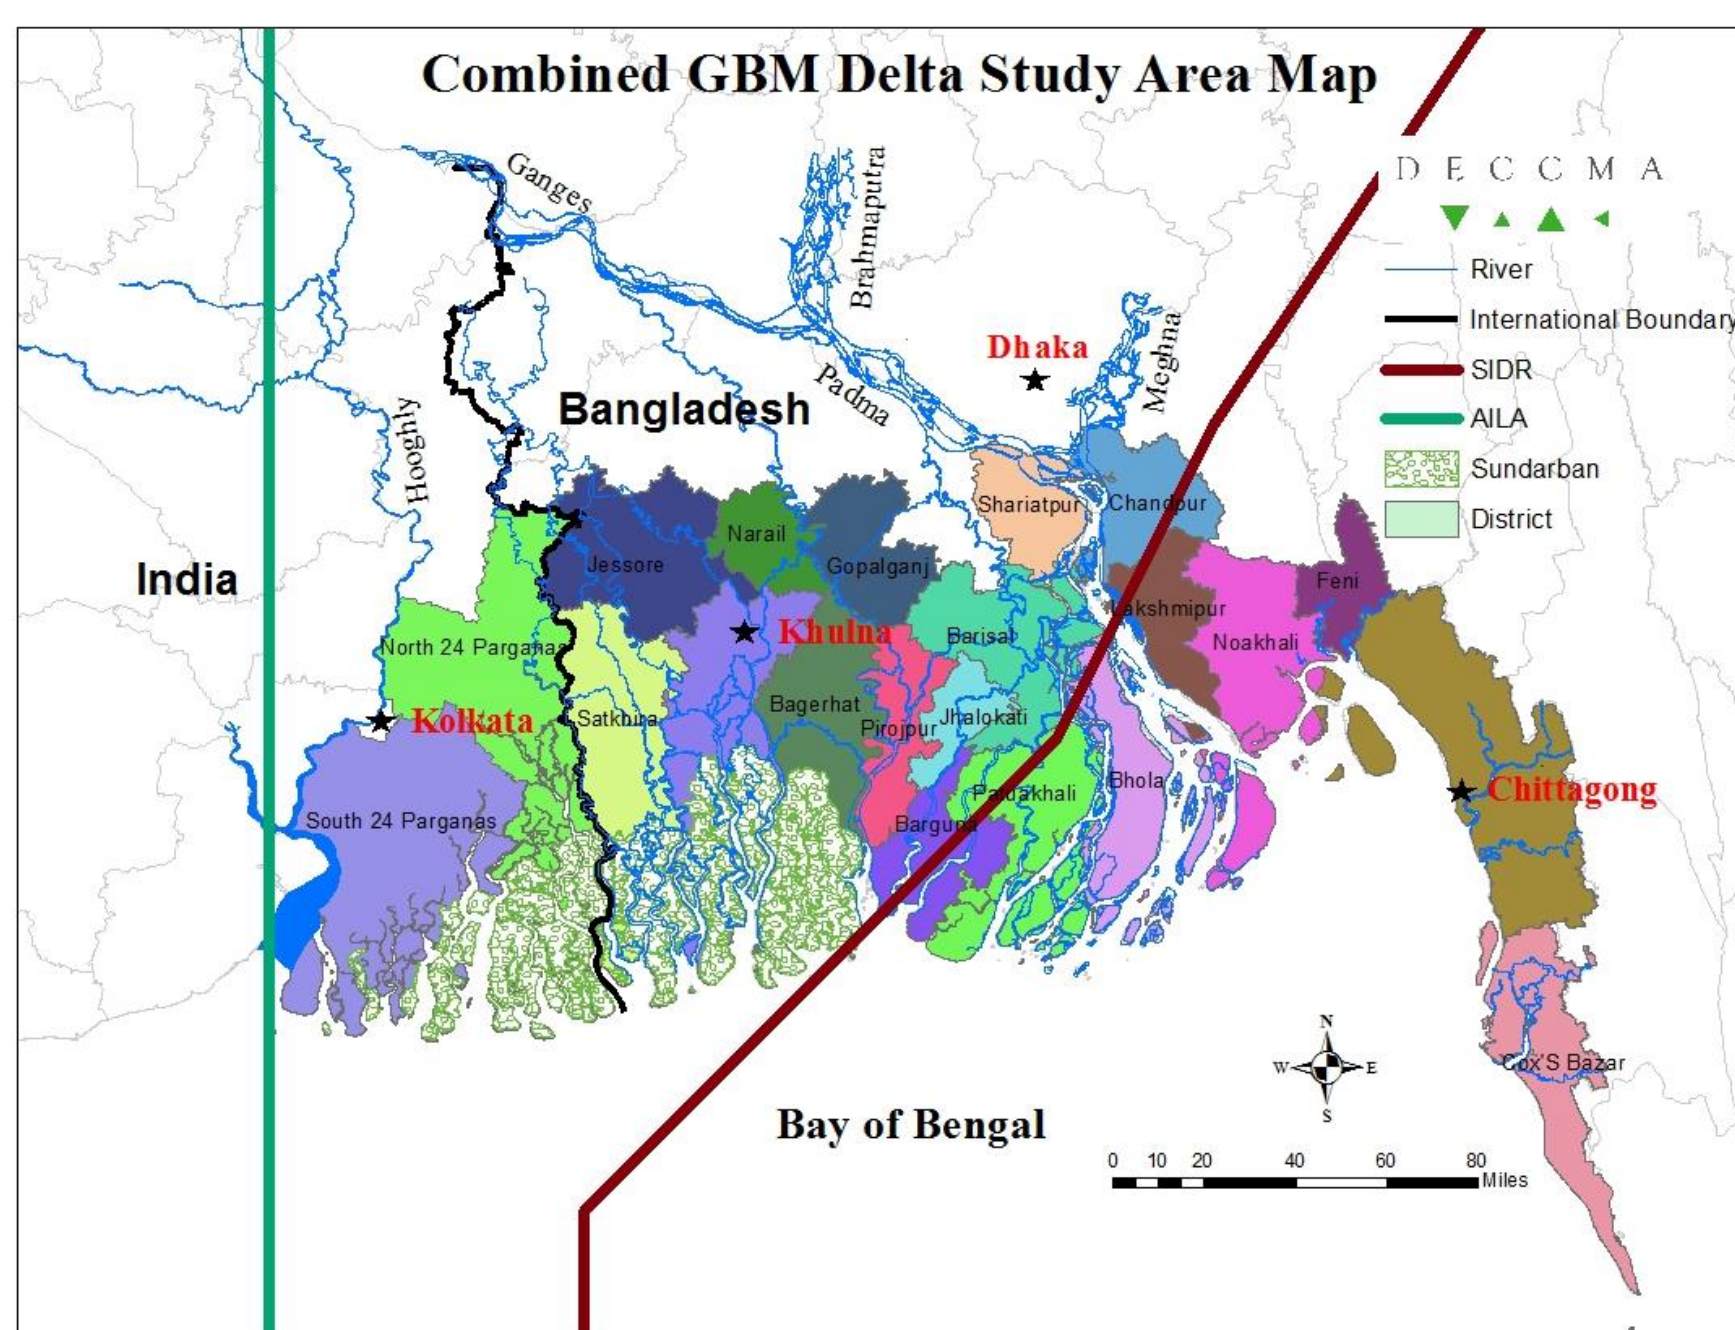 Combined GBM Delta Study Area Map
D E C C M A
Ganges
Brahmaputra
River
International Boundary
SIDR
AILA
Sundarban
District
Dhaka
Meghna
Padma
Bangladesh
Hooghly
India
Shariatpur
Chandpur
Narail
Jessore
Gopalganj
Feni
Lakshmipur
Khulna
Barisal
Noakhali
North 24 Parganas
Kolkata
Satkhira
Bagerhat
Pirojpur
Jhalokati
Bhola
Patuakhali
Chittagong
South 24 Parganas
Barguna
N
W E
S
Cox'S Bazar
Bay of Bengal
0 10 20 40 60 80
Miles